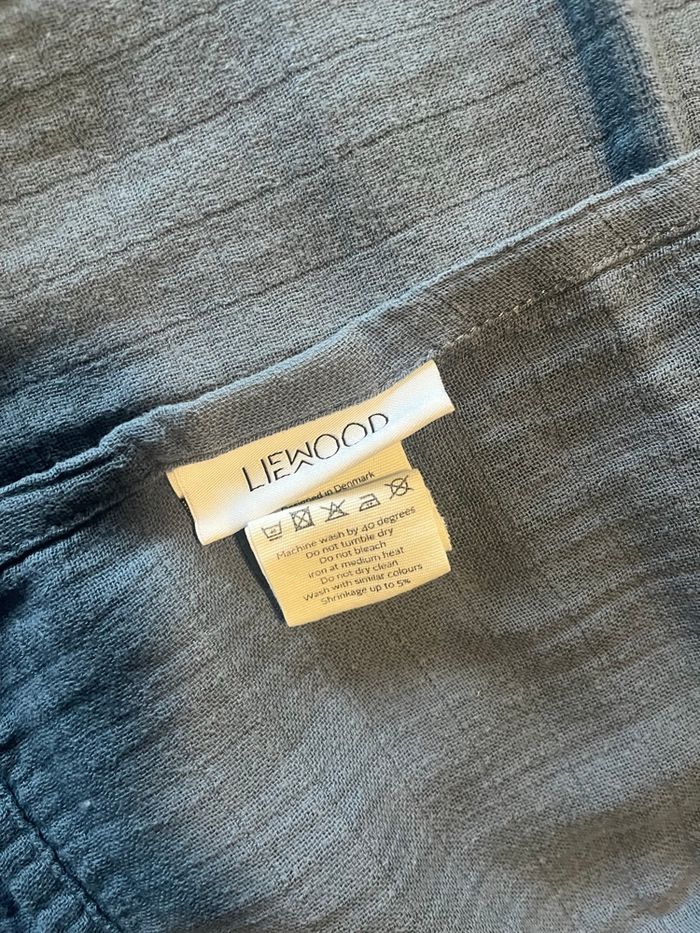 LIEWOOD
in Denmark
Machine wash by 40 degrees
Do not tumble dry
Do not bleach
iron at medium heat
Do not dry clean
Wash with similar colours
Shrinkage up to 5%